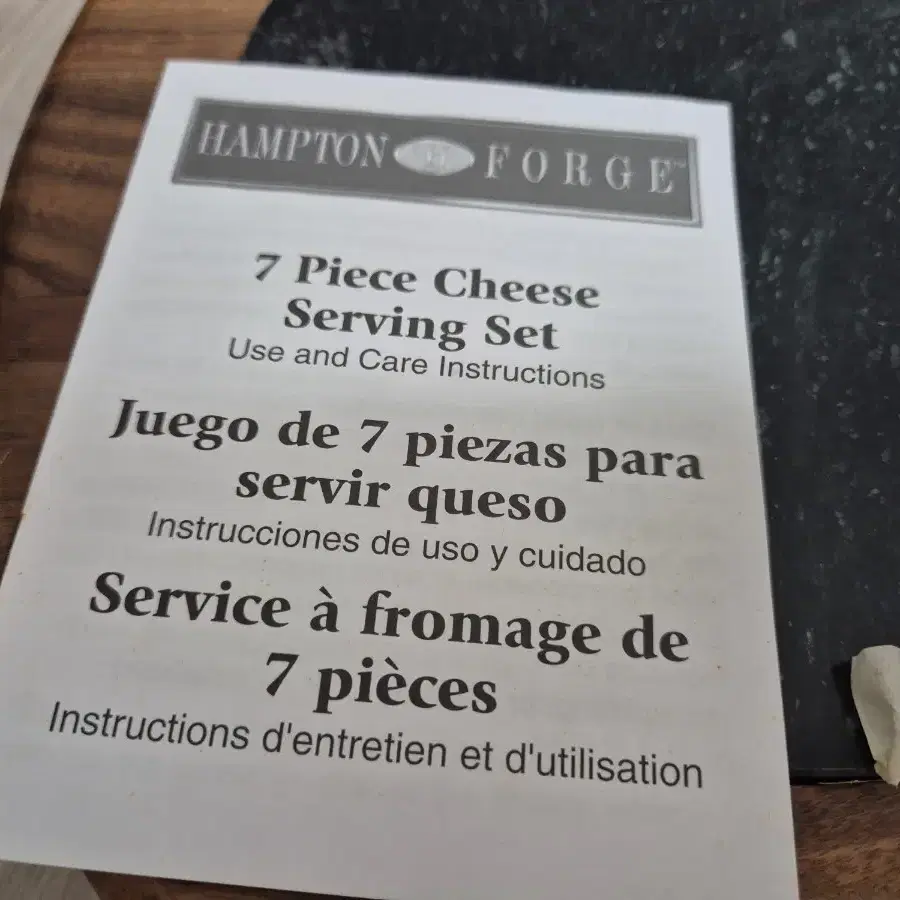 HAMPTON FORGE™
7 Piece Cheese
Serving Set
Use and Care Instructions
Juego de 7 piezas para
servir queso
Instrucciones de uso y cuidado
Service à fromage de
7 pièces
Instructions d'entretien et d'utilisation